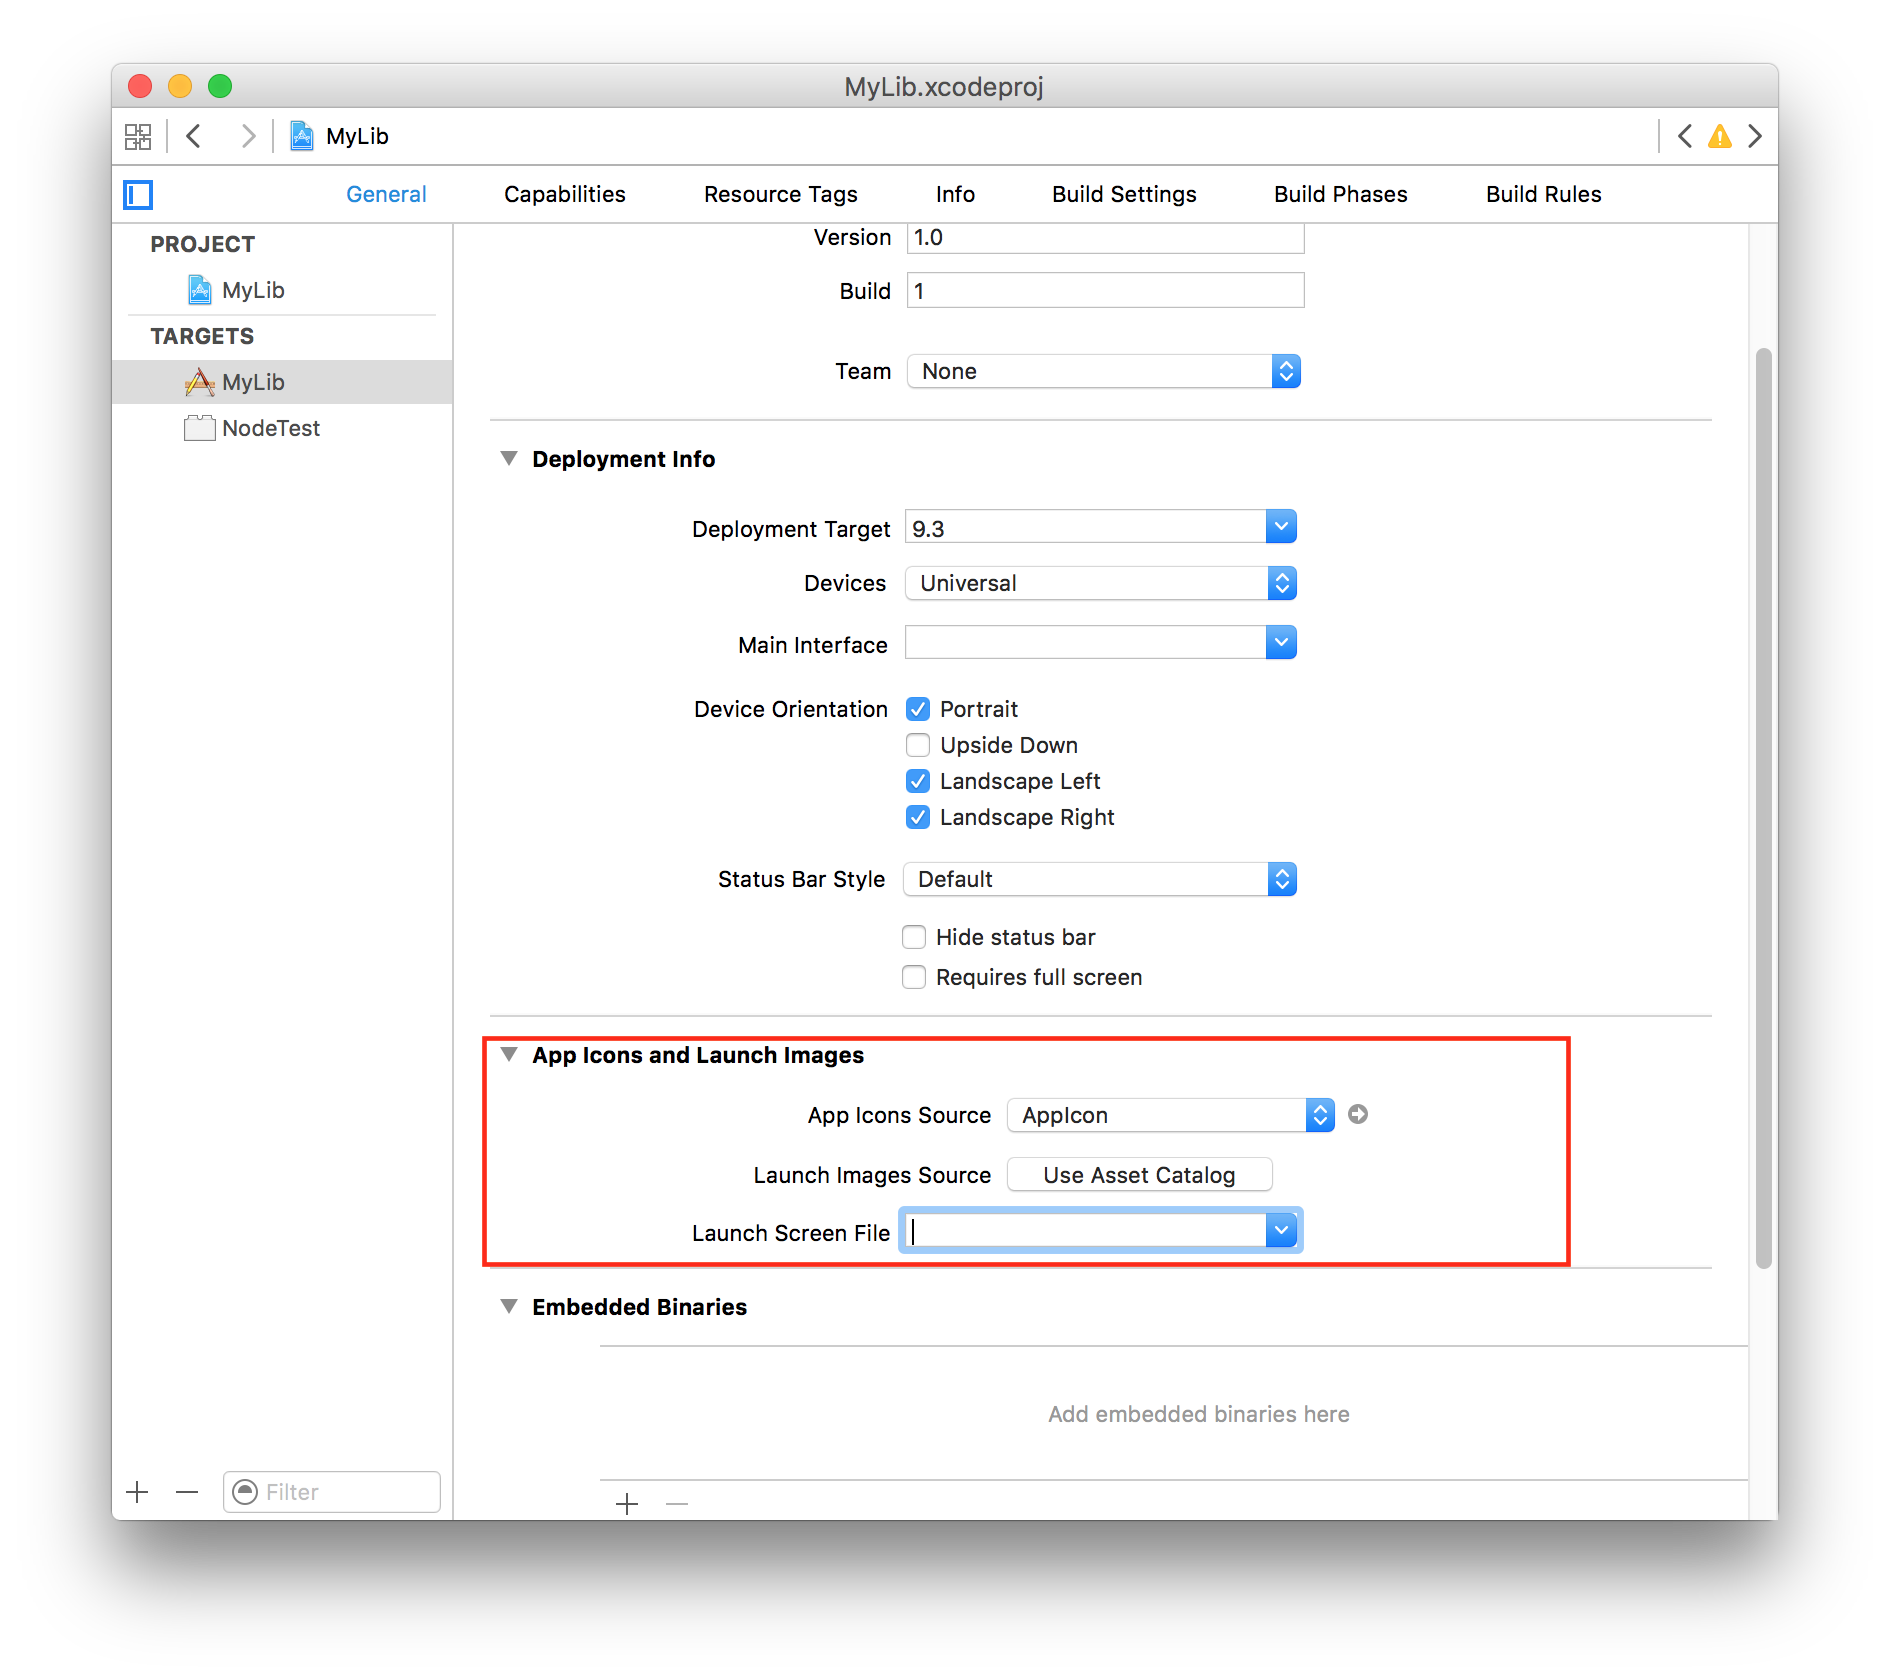 MyLib.xcodeproj
MyLib
General Capabilities Resource Tags Info Build Settings Build Phases Build Rules
PROJECT
MyLib
TARGETS
MyLib
NodeTest
Filter
Version 1.0
Build 1
Team None
Deployment Info
Deployment Target 9.3
Devices Universal
Main Interface
Device Orientation Portrait
Upside Down
Landscape Left
Landscape Right
Status Bar Style Default
Hide status bar
Requires full screen
App Icons and Launch Images
App Icons Source AppIcon
Launch Images Source Use Asset Catalog
Launch Screen File
Embedded Binaries
Add embedded binaries here